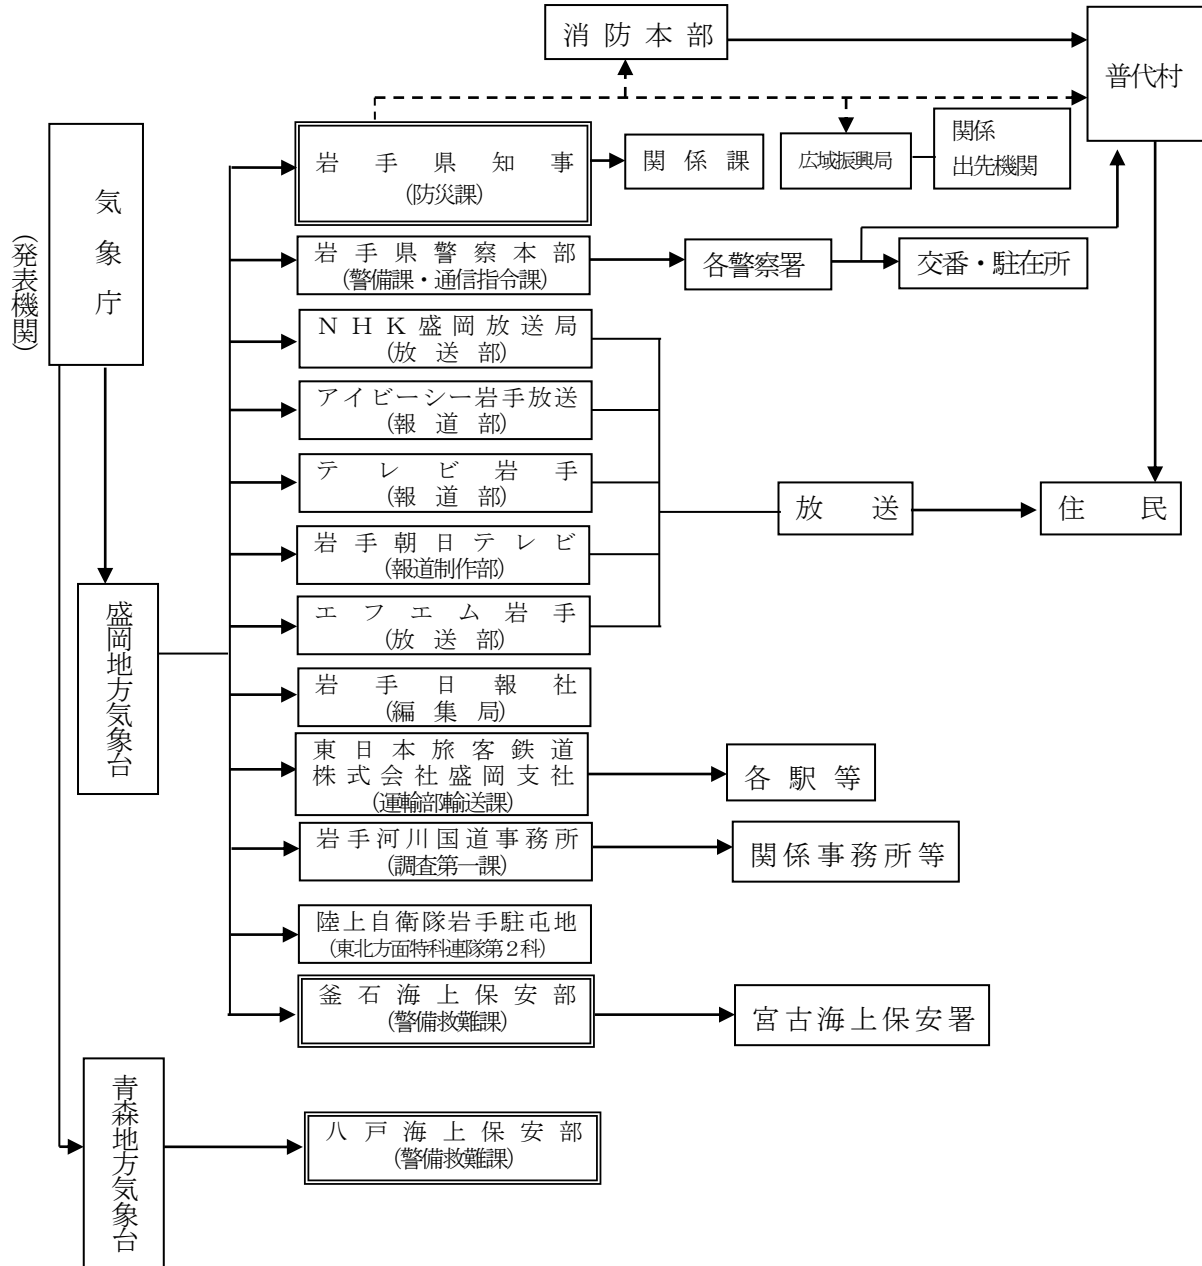 消防本部
普代村
関係
出先機関
岩手県知事
(防災課)
関係課
広域振興局
気象庁
(発表機関)
岩手県警察本部
(警備課・通信指令課)
各警察署
交番・駐在所
NHK盛岡放送局
(放送部)
アイビーシー岩手放送
(報道部)
テレビ岩手
(報道部)
放送
住民
岩手朝日テレビ
(報道制作部)
エフエム岩手
(放送部)
盛岡地方気象台
岩手日報社
(編集局)
東日本旅客鉄道
株式会社盛岡支社
(運輸部輸送課)
各駅等
岩手河川国道事務所
(調査第一課)
関係事務所等
陸上自衛隊岩手駐屯地
(東北方面特科連隊第2科)
釜石海上保安部
(警備救難課)
宮古海上保安署
青森地方気象台
八戸海上保安部
(警備救難課)